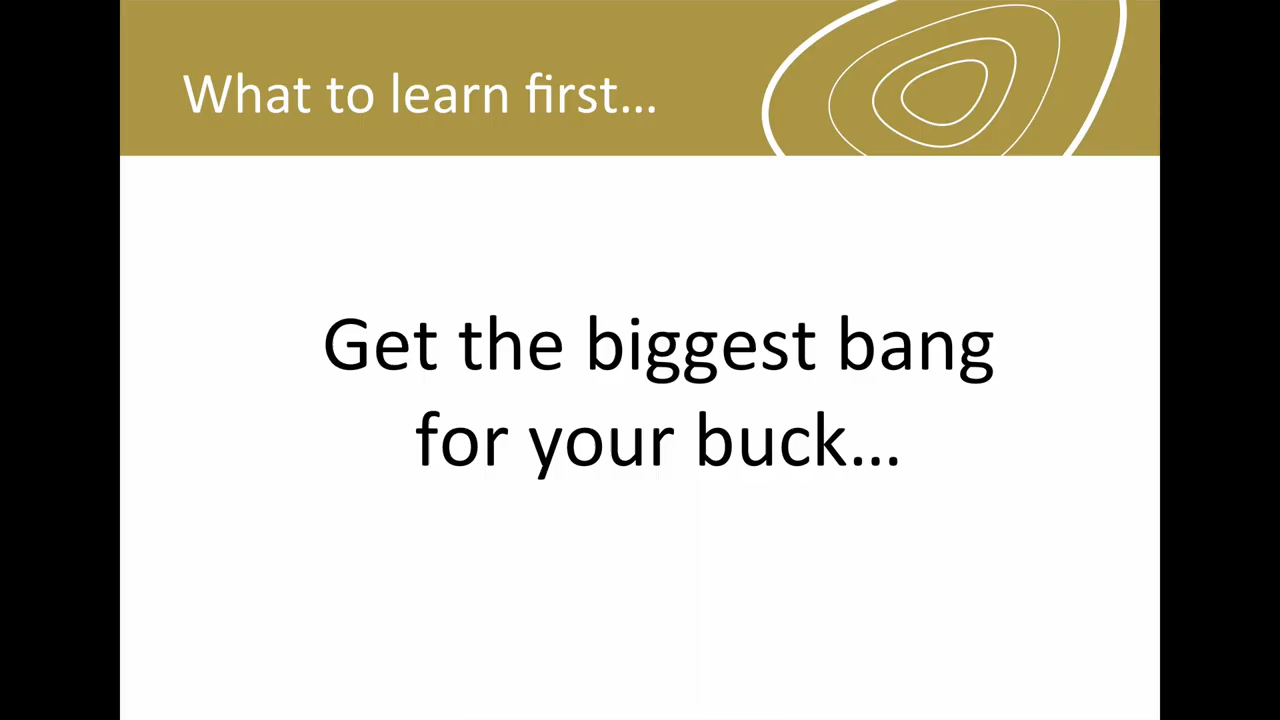 What to learn first…
Get the biggest bang
for your buck…